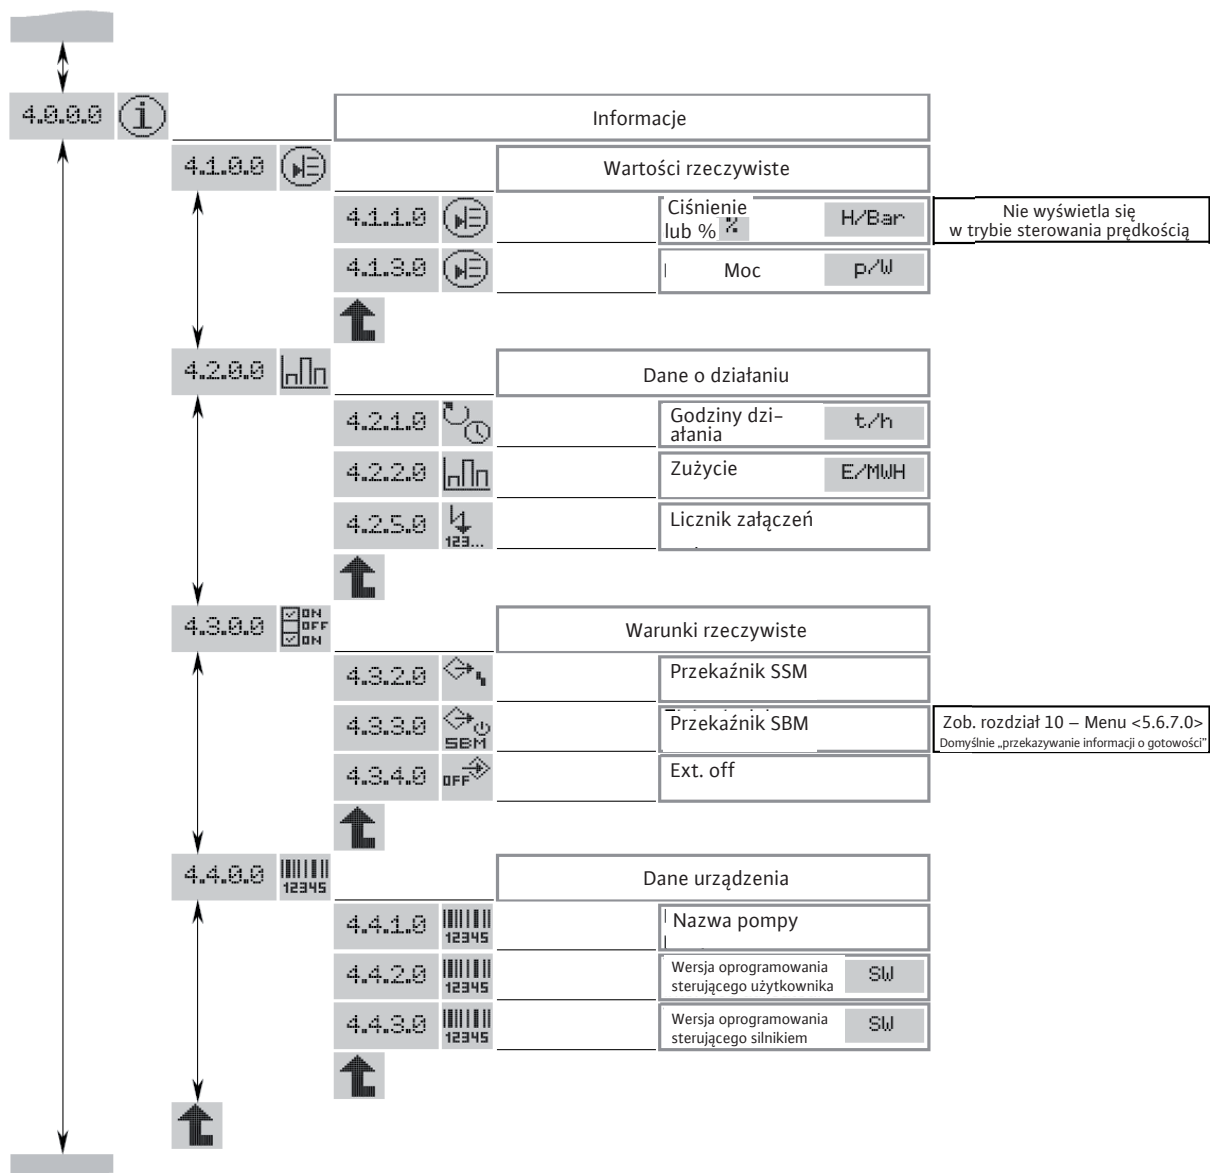 4.0.0.0 i Informacje
4.1.0.0 Wartości rzeczywiste
4.1.1.0 Ciśnienie
lub % % H/Bar
Nie wyświetla się
w trybie sterowania prędkością
4.1.3.0 Moc p/W
4.2.0.0 Dane o działaniu
4.2.1.0 Godziny dzi–
ałania t/h
4.2.2.0 Zużycie E/MWH
4.2.5.0 123... Licznik załączeń
4.3.0.0 ON
OFF
ON
Warunki rzeczywiste
4.3.2.0 Przekaźnik SSM
4.3.3.0 SBM Przekaźnik SBM
Zob. rozdział 10 – Menu <5.6.7.0>
Domyślnie „przekazywanie informacji o gotowości”
4.3.4.0 OFF Ext. off
4.4.0.0 12345 Dane urządzenia
4.4.1.0 12345 Nazwa pompy
4.4.2.0 12345 Wersja oprogramowania
sterującego użytkownika SW
4.4.3.0 12345 Wersja oprogramowania
sterującego silnikiem SW